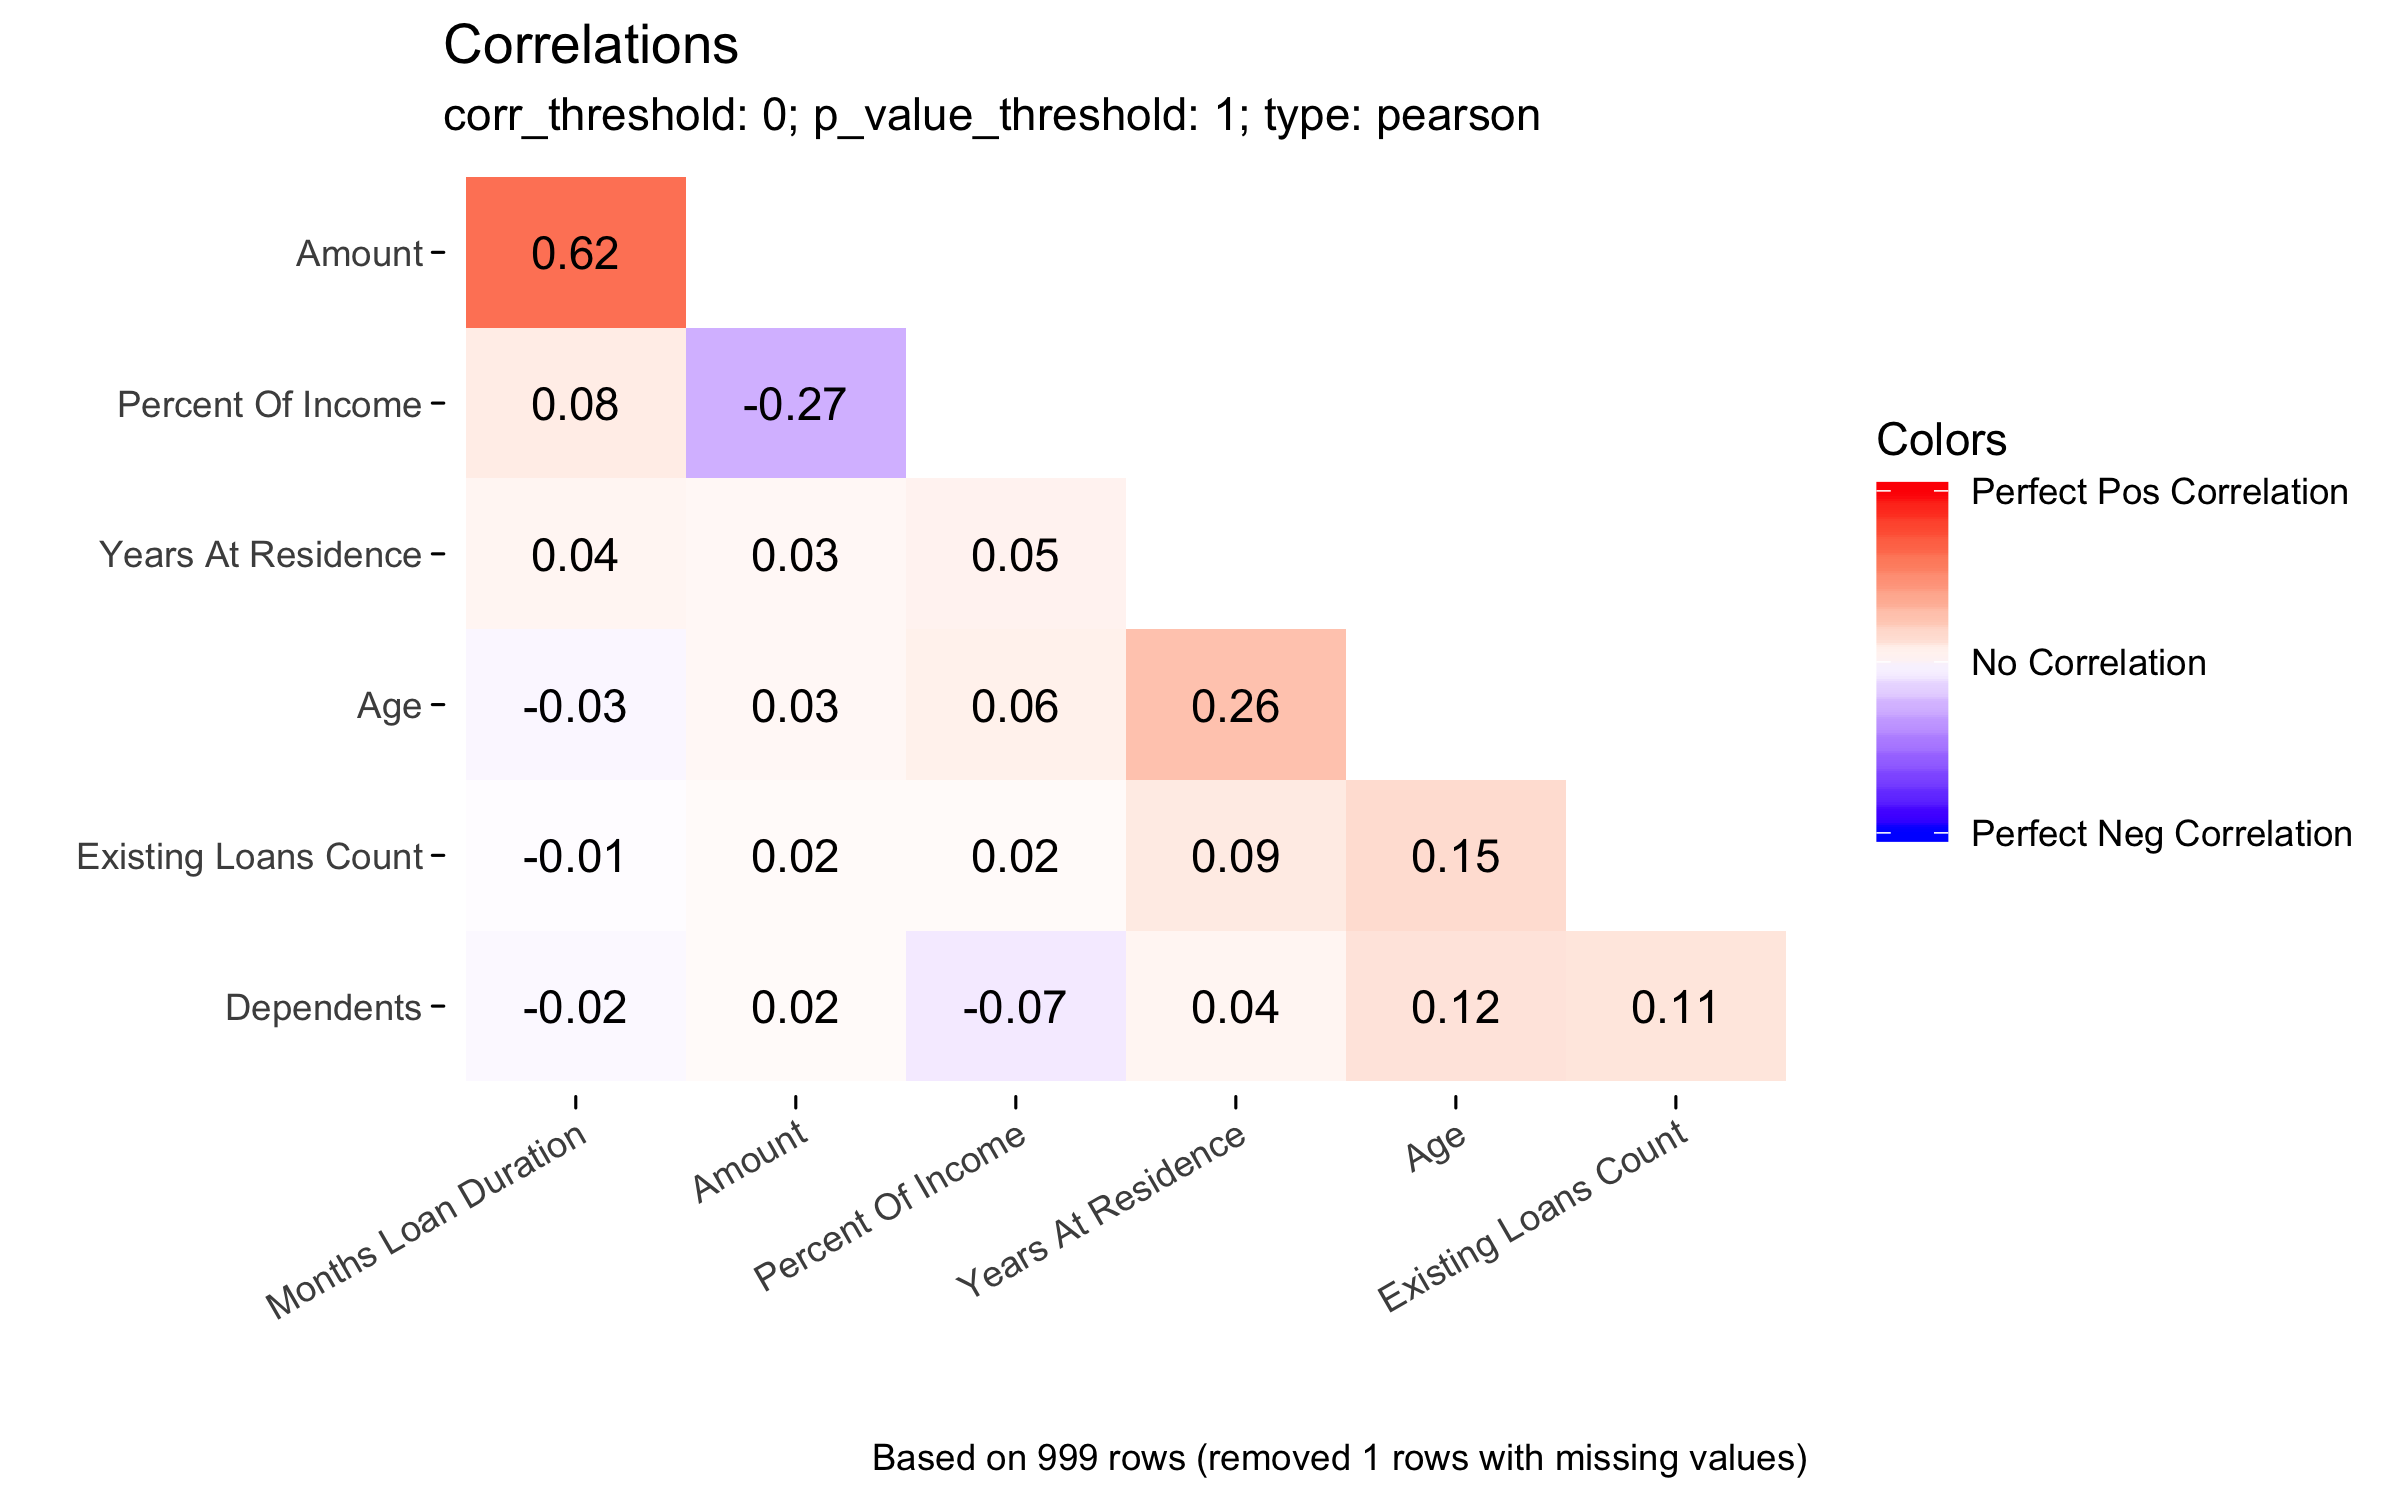 Correlations
corr_threshold: 0; p_value_threshold: 1; type: pearson
Amount 0.62
Percent Of Income 0.08 -0.27
Years At Residence 0.04 0.03 0.05
Age -0.03 0.03 0.06 0.26
Existing Loans Count -0.01 0.02 0.02 0.09 0.15
Dependents -0.02 0.02 -0.07 0.04 0.12 0.11
Months Loan Duration
Amount
Percent Of Income
Years At Residence
Age
Existing Loans Count
Colors
Perfect Pos Correlation
No Correlation
Perfect Neg Correlation
Based on 999 rows (removed 1 rows with missing values)